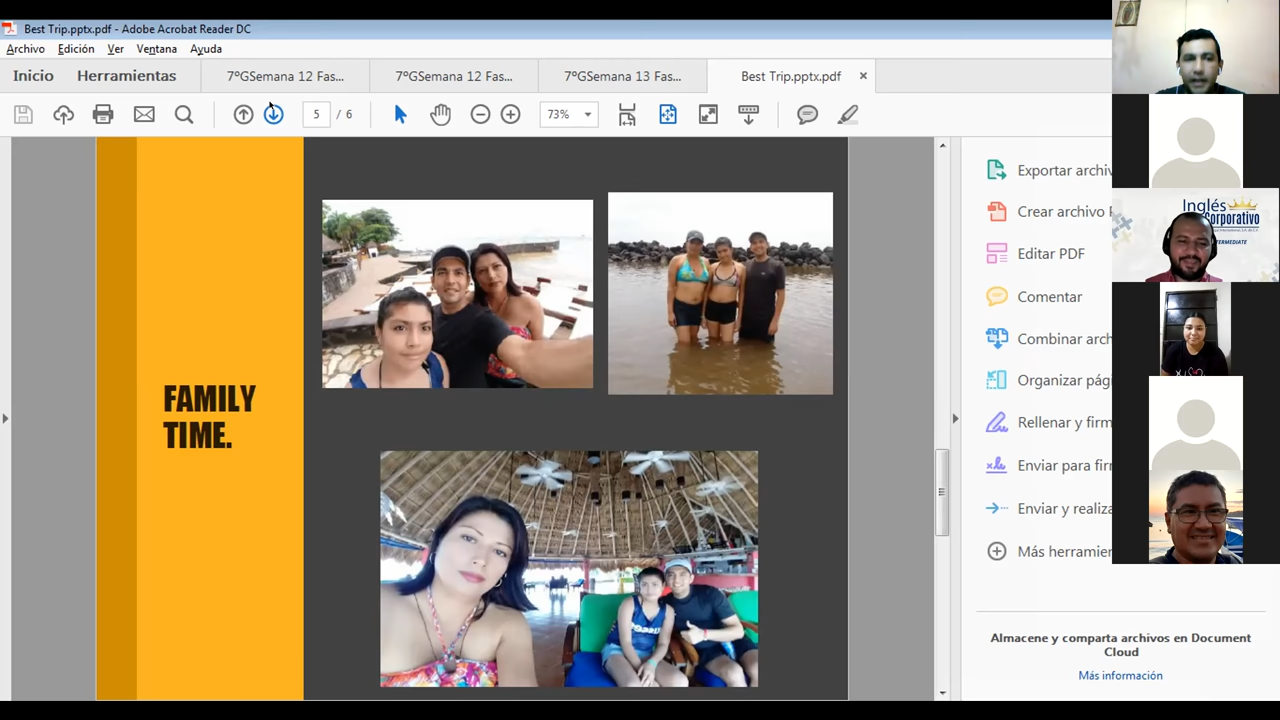 Best Trip.pptx.pdf - Adobe Acrobat Reader DC
Archivo Edición Ver Ventana Ayuda
Inicio Herramientas 7ºGSemana 12 Fas... 7ºGSemana 12 Fas... 7ºGSemana 13 Fas... Best Trip.pptx.pdf
5 / 6 73%
FAMILY
TIME.
Exportar archiv
Crear archivo
Editar PDF
Comentar
Combinar arch
Organizar pág
Rellenar y firm
Enviar para firm
Enviar y realiza
Más herramien
Almacene y comparta archivos en Document
Cloud
Más información
Inglés
Corporativo